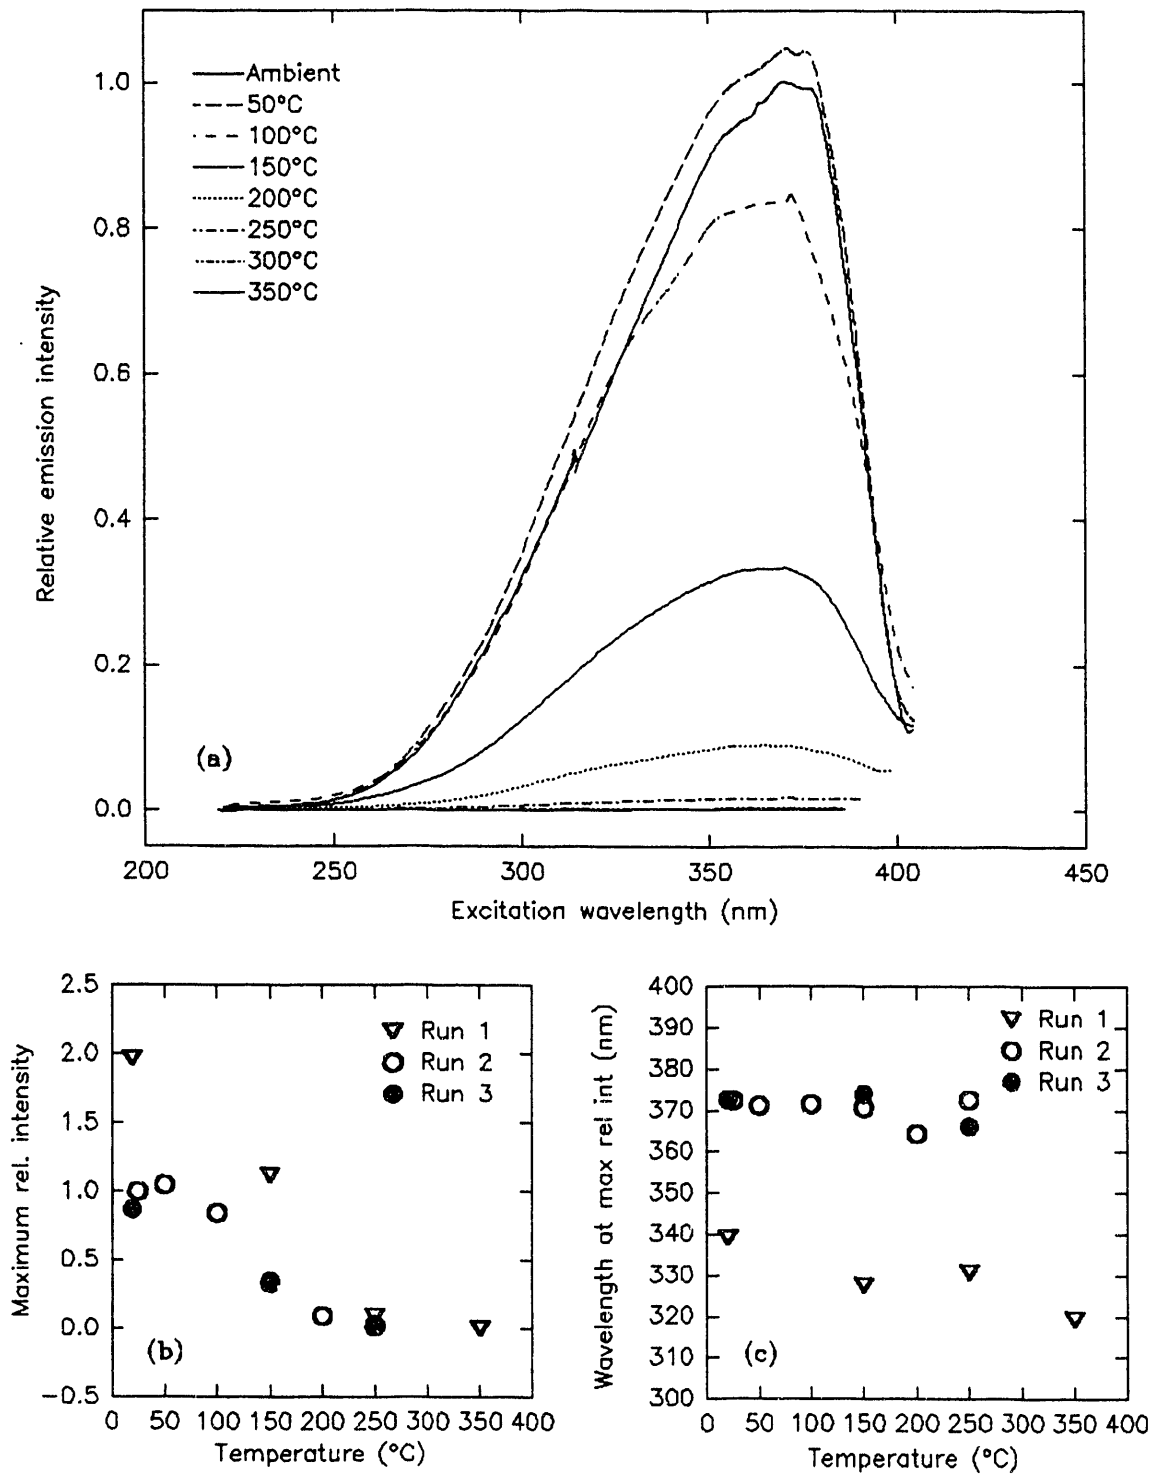 1.0
0.8
0.6
0.4
0.2
0.0
Relative emission intensity
Ambient
50°C
100°C
150°C
200°C
250°C
300°C
350°C
(a)
200 250 300 350 400 450
Excitation wavelength (nm)
2.5
2.0
1.5
1.0
0.5
0.0
-0.5
Maximum rel. intensity
Run 1
Run 2
Run 3
(b)
0 50 100 150 200 250 300 350 400
Temperature (°C)
400
390
380
370
360
350
340
330
320
310
300
Wavelength at max rel int (nm)
Run 1
Run 2
Run 3
(c)
0 50 100 150 200 250 300 350 400
Temperature (°C)